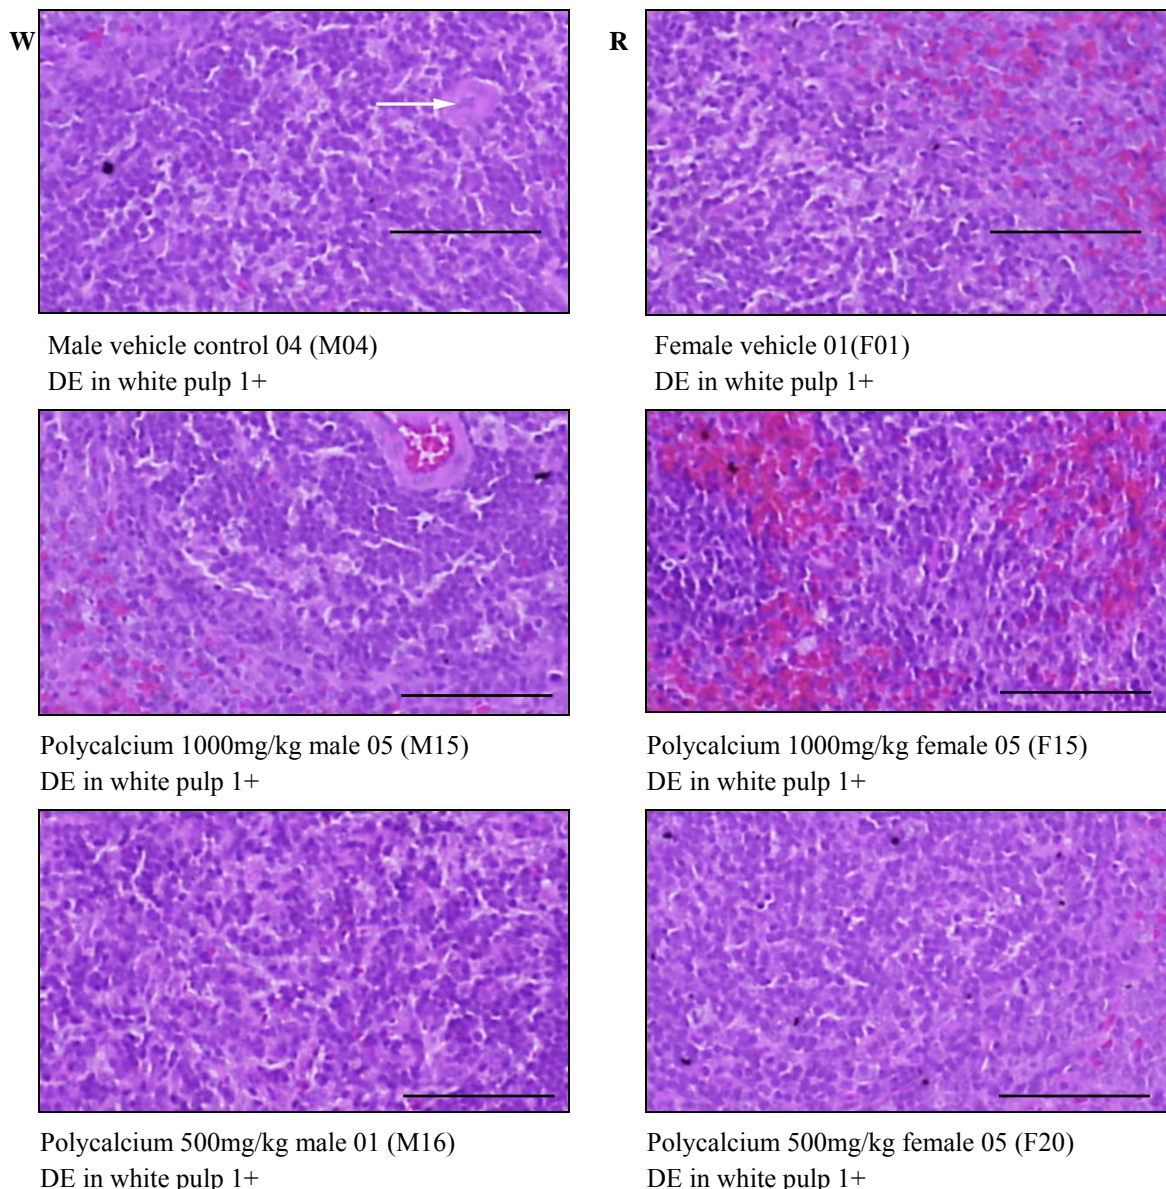 W
R
Male vehicle control 04 (M04)
DE in white pulp 1+
Female vehicle 01(F01)
DE in white pulp 1+
Polycalcium 1000mg/kg male 05 (M15)
DE in white pulp 1+
Polycalcium 1000mg/kg female 05 (F15)
DE in white pulp 1+
Polycalcium 500mg/kg male 01 (M16)
DE in white pulp 1+
Polycalcium 500mg/kg female 05 (F20)
DE in white pulp 1+